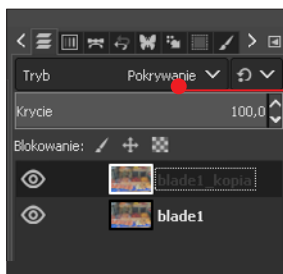 Tryb Pokrywanie
Krycie 100,0
Blokowanie:
blade1_kopia
blade1